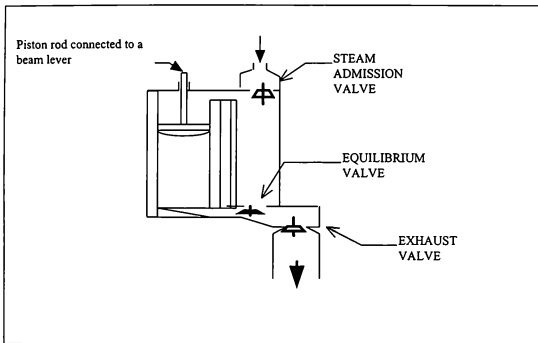 Piston rod connected to a
beam lever
STEAM
ADMISSION
VALVE
EQUILIBRIUM
VALVE
EXHAUST
VALVE